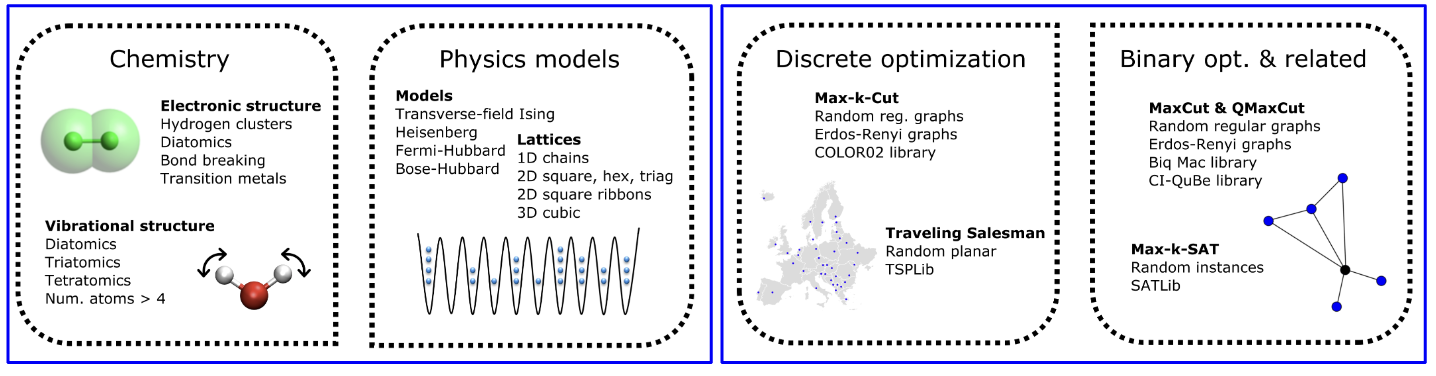 Chemistry
Electronic structure
Hydrogen clusters
Diatomics
Bond breaking
Transition metals
Vibrational structure
Diatomics
Triatomics
Tetratomics
Num. atoms > 4
Physics models
Models
Transverse-field Ising
Heisenberg
Fermi-Hubbard
Bose-Hubbard
Lattices
1D chains
2D square, hex, triag
2D square ribbons
3D cubic
Discrete optimization
Max-k-Cut
Random reg. graphs
Erdos-Renyi graphs
COLOR02 library
Traveling Salesman
Random planar
TSPLib
Binary opt. & related
MaxCut & QMaxCut
Random regular graphs
Erdos-Renyi graphs
Biq Mac library
CI-QuBe library
Max-k-SAT
Random instances
SATLib